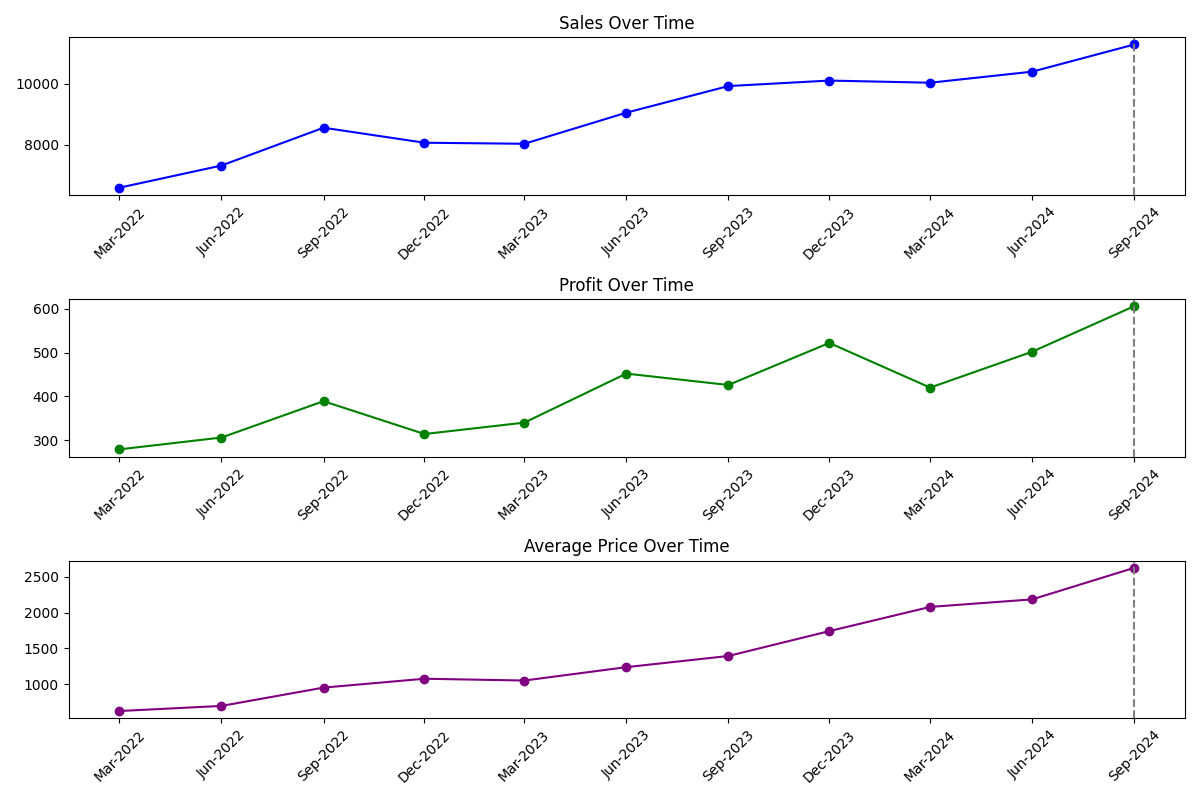 Sales Over Time
10000
8000
Mar-2022 Jun-2022 Sep-2022 Dec-2022 Mar-2023 Jun-2023 Sep-2023 Dec-2023 Mar-2024 Jun-2024 Sep-2024
Profit Over Time
600
500
400
300
Mar-2022 Jun-2022 Sep-2022 Dec-2022 Mar-2023 Jun-2023 Sep-2023 Dec-2023 Mar-2024 Jun-2024 Sep-2024
Average Price Over Time
2500
2000
1500
1000
Mar-2022 Jun-2022 Sep-2022 Dec-2022 Mar-2023 Jun-2023 Sep-2023 Dec-2023 Mar-2024 Jun-2024 Sep-2024